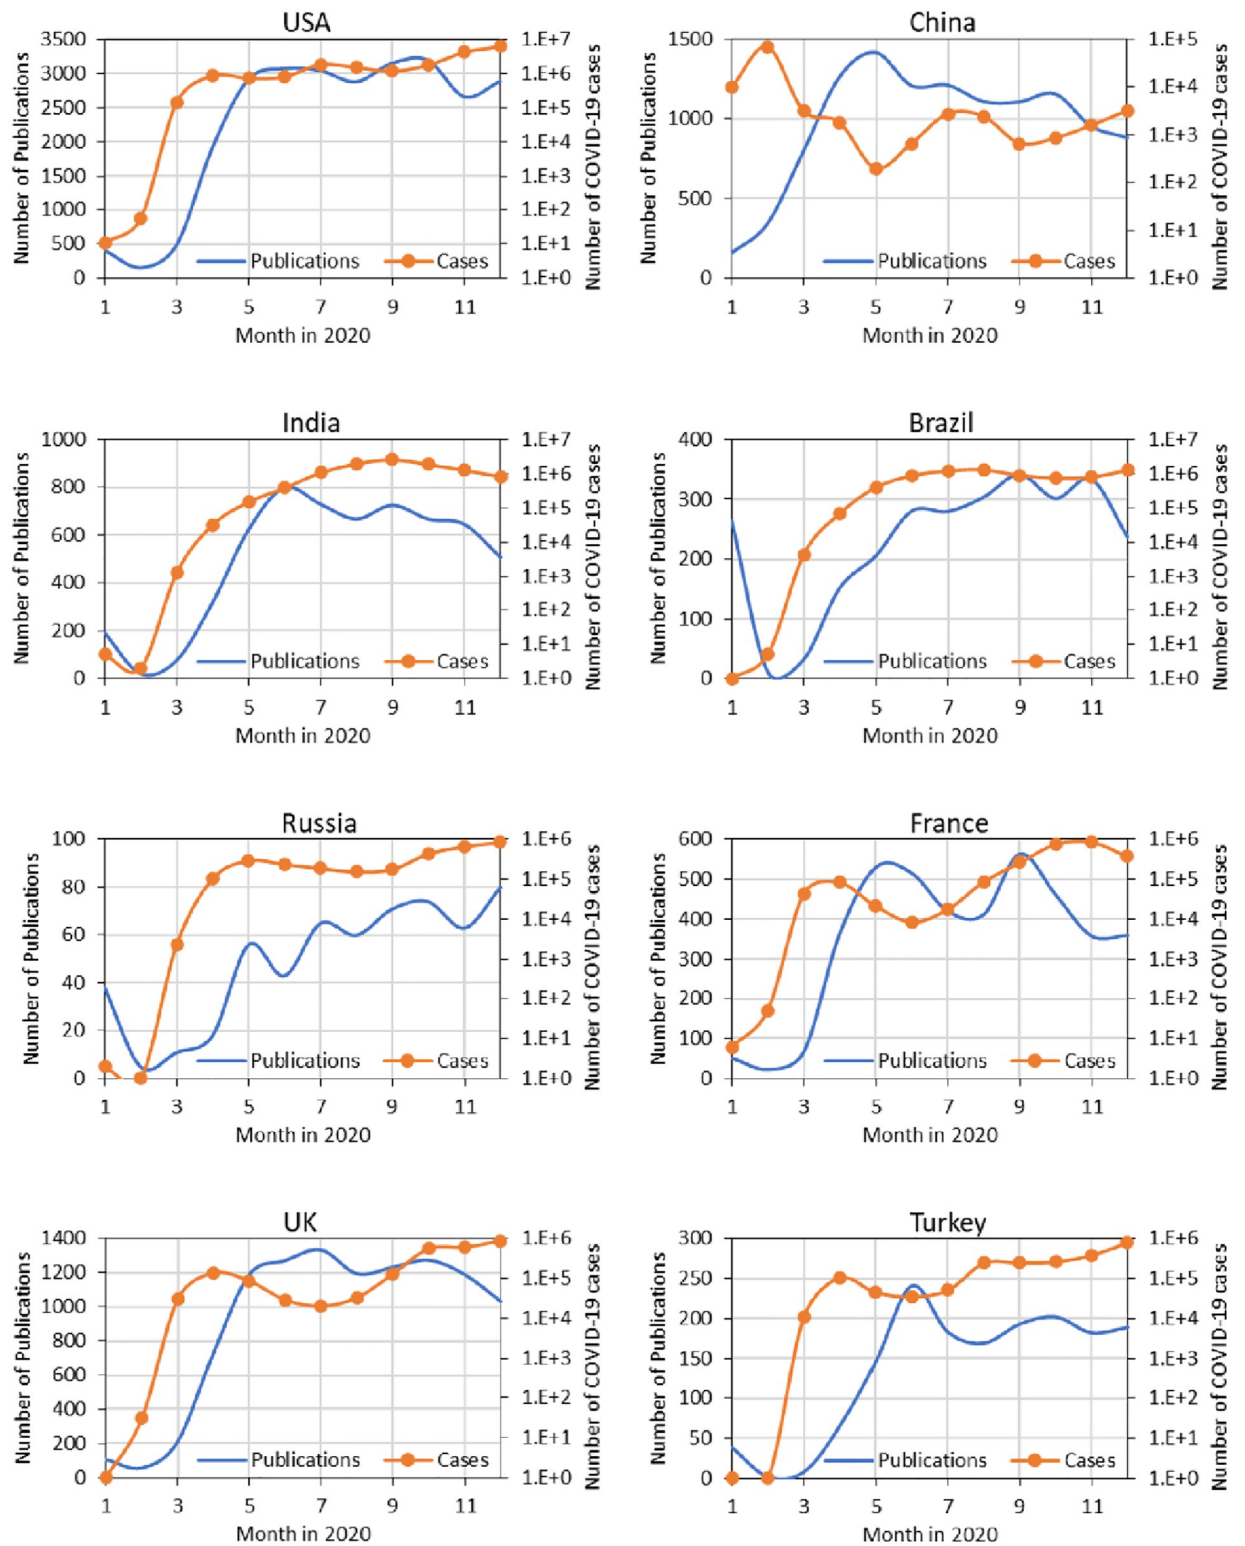 USA
Number of Publications
3500
3000
2500
2000
1500
1000
500
0
1.E+7
1.E+6
1.E+5
1.E+4
1.E+3
1.E+2
1.E+1
1.E+0
Number of COVID-19 cases
Publications Cases
1 3 5 7 9 11
Month in 2020
China
Number of Publications
1500
1000
500
0
1.E+5
1.E+4
1.E+3
1.E+2
1.E+1
1.E+0
Number of COVID-19 cases
Publications Cases
1 3 5 7 9 11
Month in 2020
India
Number of Publications
1000
800
600
400
200
0
1.E+7
1.E+6
1.E+5
1.E+4
1.E+3
1.E+2
1.E+1
1.E+0
Number of COVID-19 cases
Publications Cases
1 3 5 7 9 11
Month in 2020
Brazil
Number of Publications
400
300
200
100
0
1.E+7
1.E+6
1.E+5
1.E+4
1.E+3
1.E+2
1.E+1
1.E+0
Number of COVID-19 cases
Publications Cases
1 3 5 7 9 11
Month in 2020
Russia
Number of Publications
100
80
60
40
20
0
1.E+6
1.E+5
1.E+4
1.E+3
1.E+2
1.E+1
1.E+0
Number of COVID-19 cases
Publications Cases
1 3 5 7 9 11
Month in 2020
France
Number of Publications
600
500
400
300
200
100
0
1.E+6
1.E+5
1.E+4
1.E+3
1.E+2
1.E+1
1.E+0
Number of COVID-19 cases
Publications Cases
1 3 5 7 9 11
Month in 2020
UK
Number of Publications
1400
1200
1000
800
600
400
200
0
1.E+6
1.E+5
1.E+4
1.E+3
1.E+2
1.E+1
1.E+0
Number of COVID-19 cases
Publications Cases
1 3 5 7 9 11
Month in 2020
Turkey
Number of Publications
300
250
200
150
100
50
0
1.E+6
1.E+5
1.E+4
1.E+3
1.E+2
1.E+1
1.E+0
Number of COVID-19 cases
Publications Cases
1 3 5 7 9 11
Month in 2020